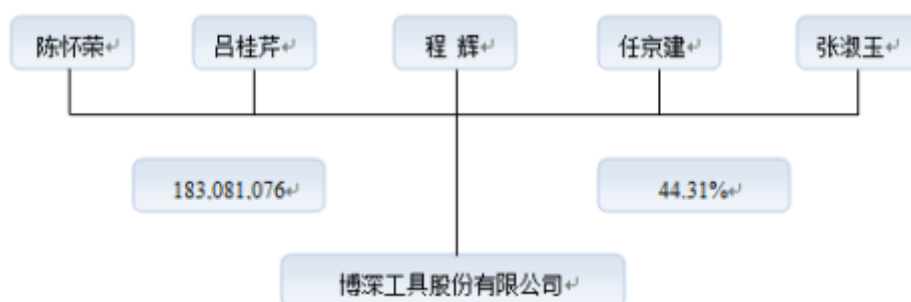 陈怀荣 吕桂芹 程 辉 任京建 张淑玉
183,081,076 44.31%
博深工具股份有限公司